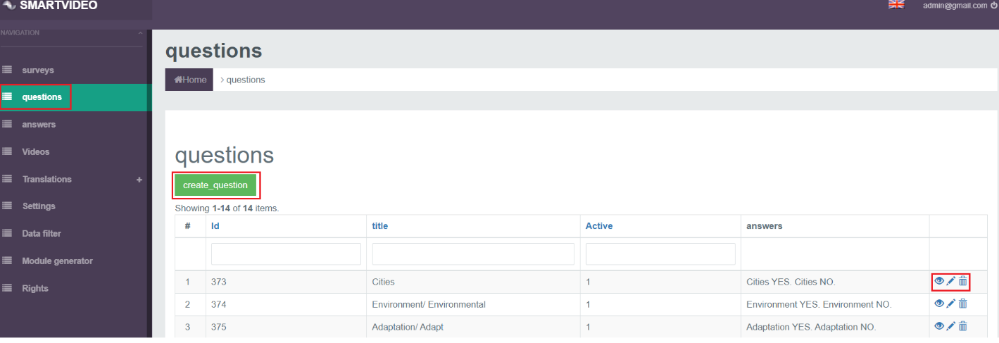 SMARTVIDEO
admin@gmail.com
NAVIGATION
surveys
questions
answers
Videos
Translations +
Settings
Data filter
Module generator
Rights
questions
Home > questions
questions
create_question
Showing 1-14 of 14 items.
# Id title Active answers
1 373 Cities 1 Cities YES. Cities NO.
2 374 Environment/ Environmental 1 Environment YES. Environment NO.
3 375 Adaptation/ Adapt 1 Adaptation YES. Adaptation NO.